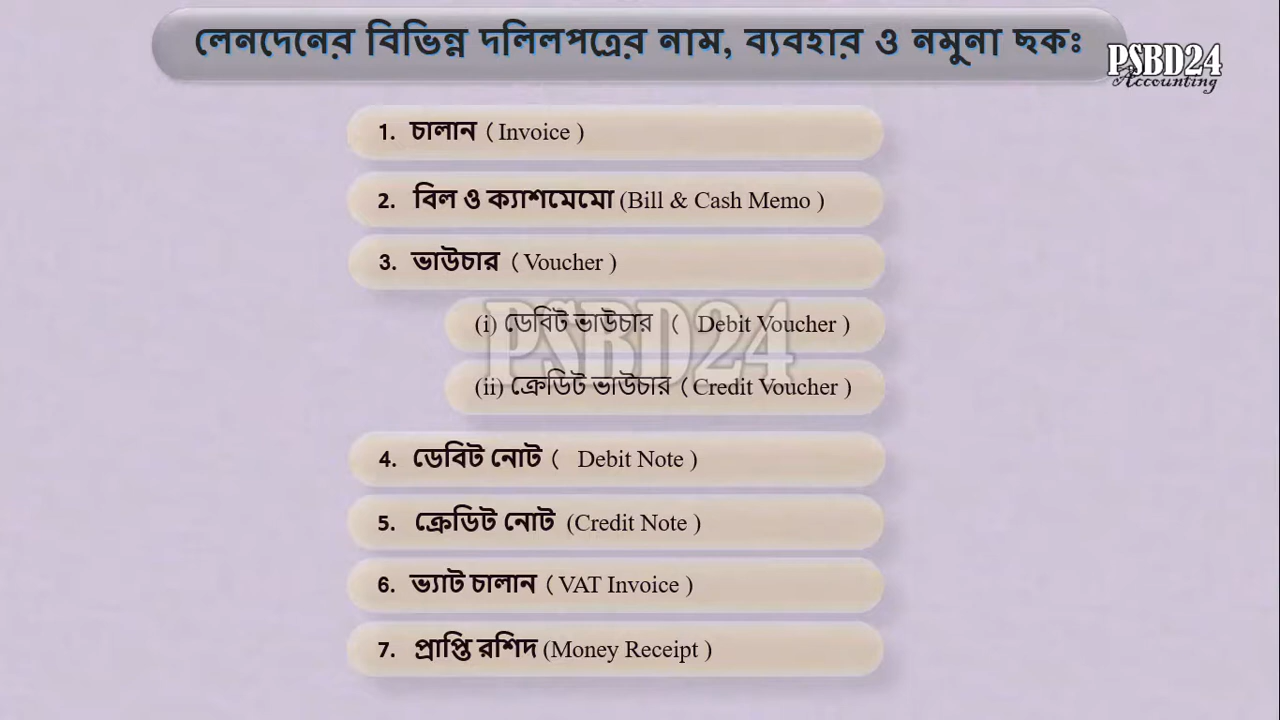 লেনদেনের বিভিন্ন দলিলপত্রের নাম, ব্যবহার ও নমুনা ছকঃ
PSBD24
Accounting
1. চালান ( Invoice )
2. বিল ও ক্যাশমেমো (Bill & Cash Memo )
3. ভাউচার ( Voucher )
(i) ডেবিট ভাউচার ( Debit Voucher )
PSBD24
(ii) ক্রেডিট ভাউচার ( Credit Voucher )
4. ডেবিট নোট ( Debit Note )
5. ক্রেডিট নোট (Credit Note )
6. ভ্যাট চালান ( VAT Invoice )
7. প্রাপ্তি রশিদ (Money Receipt )